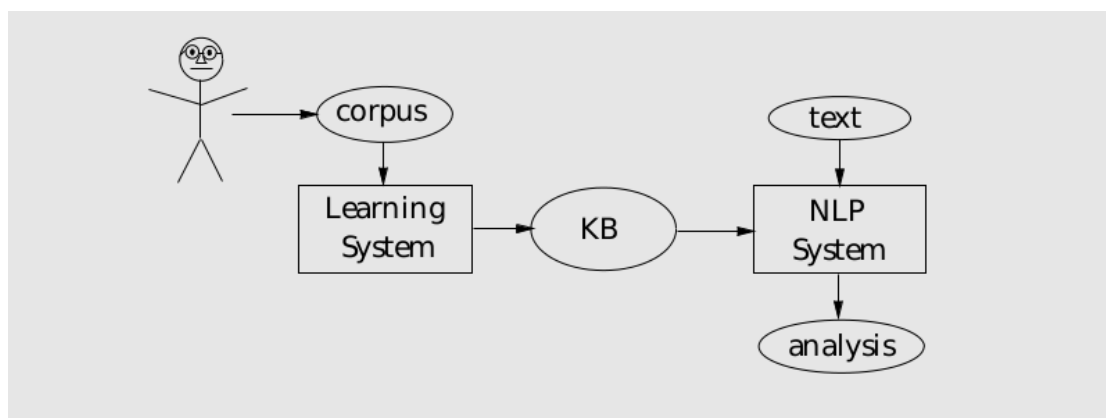 corpus
text
Learning
System
KB
NLP
System
analysis